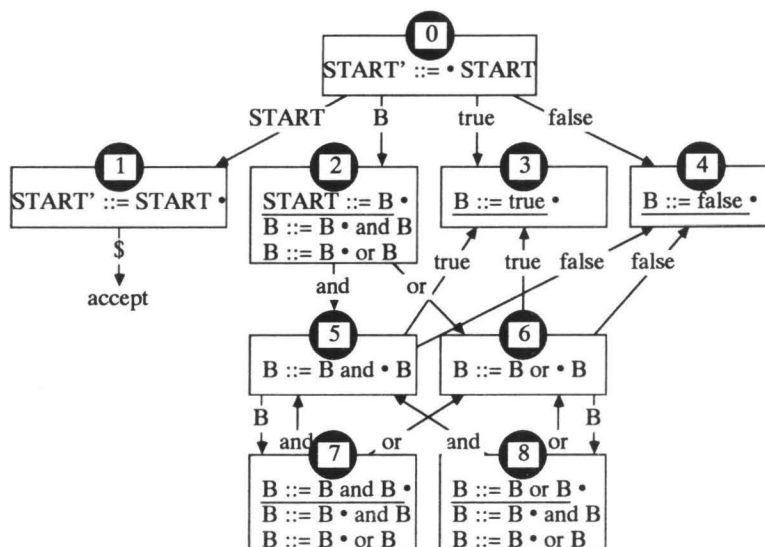 0
START' ::= • START
START B true false
1 2 3 4
START' ::= START •
START ::= B •
B ::= B • and B
B ::= B • or B
B ::= true •
B ::= false •
$
accept
and or true true false false
5 6
B ::= B and • B
B ::= B or • B
B and or and or B
7 8
B ::= B and B •
B ::= B • and B
B ::= B • or B
B ::= B or B •
B ::= B • and B
B ::= B • or B